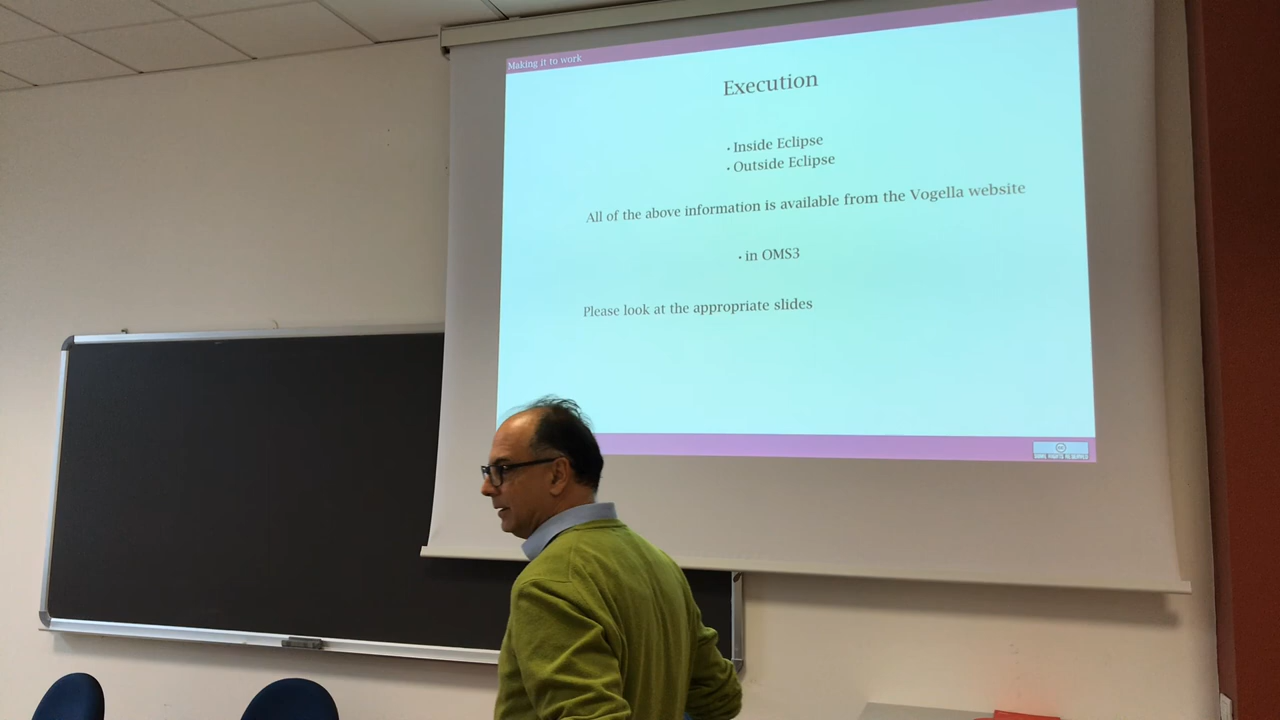 Making it to work
Execution
· Inside Eclipse
· Outside Eclipse
All of the above information is available from the Vogella website
· in OMS3
Please look at the appropriate slides